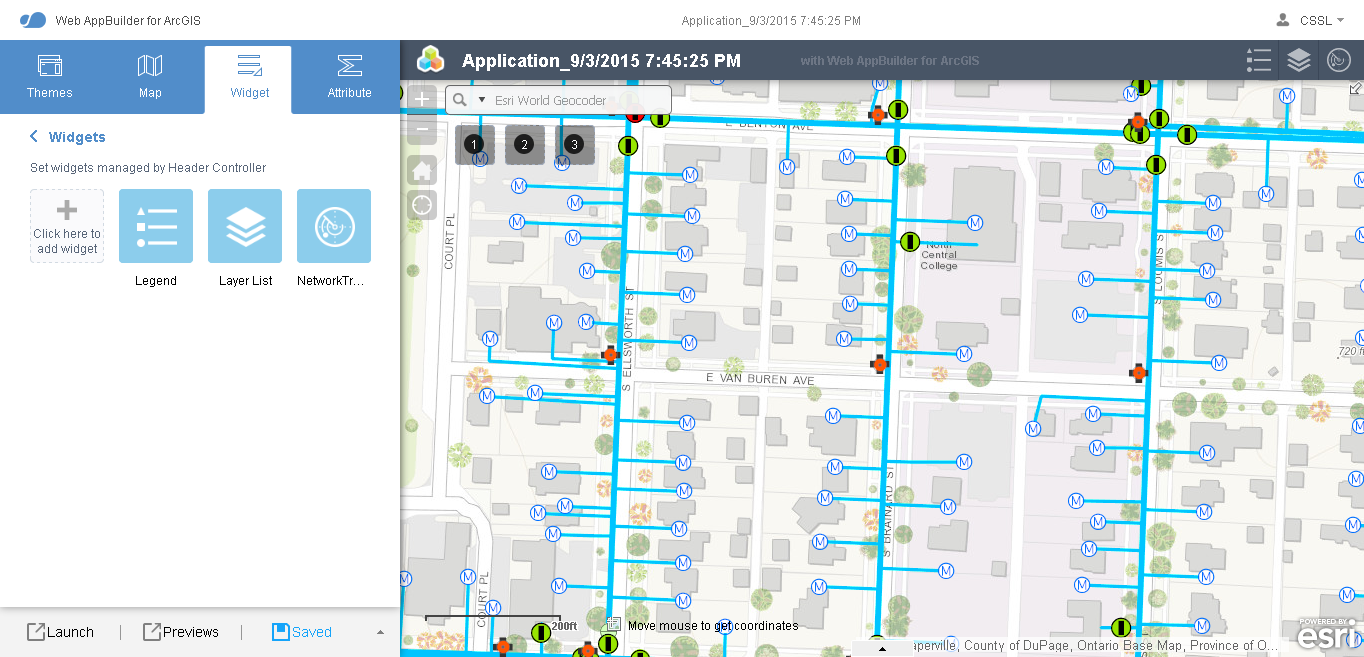 Web AppBuilder for ArcGIS
Application_9/3/2015 7:45:25 PM
CSSL
Themes
Map
Widget
Attribute
Application_9/3/2015 7:45:25 PM
with Web AppBuilder for ArcGIS
Widgets
Set widgets managed by Header Controller
Click here to
add widget
Legend
Layer List
NetworkTr...
Esri World Geocoder
1 2 3
E BENTON AVE
COURT PL
North
Central
College
S LOOMIS S
S ELLSWORTH ST
E VAN BUREN AVE
720 f
S BRAINARD ST
COURT PL
200ft
Move mouse to get coordinates
Launch
Previews
Saved
aperville, County of DuPage, Ontario Base Map, Province of O...
POWERED BY
esri